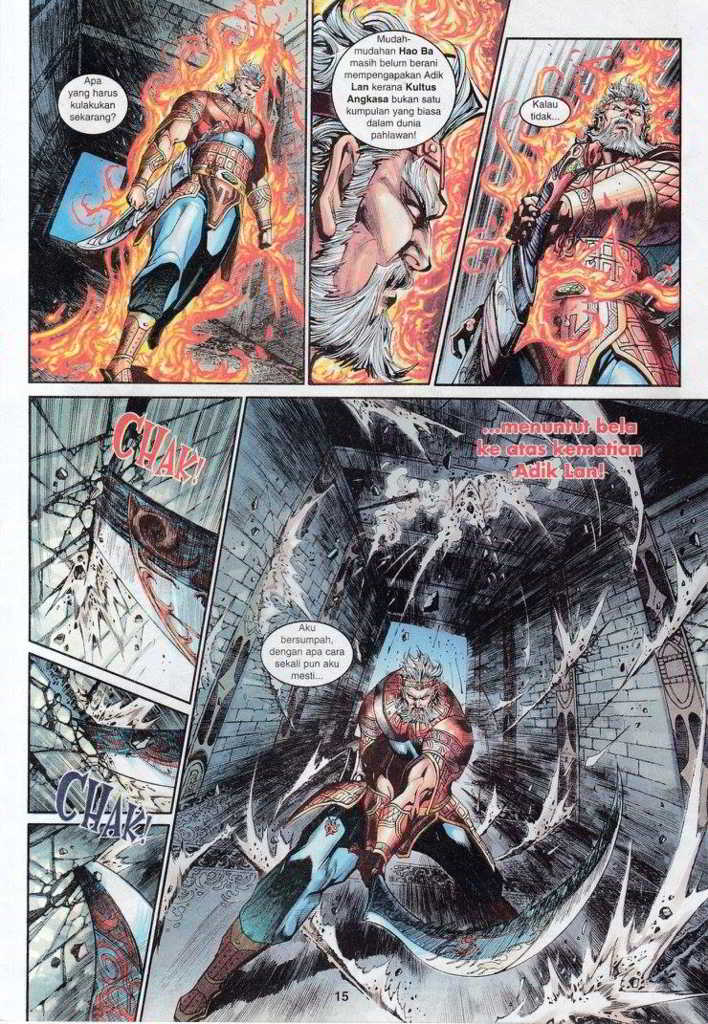 Apa
yang harus
kulakukan
sekarang?
Mudah-
mudahan Hao Ba
masih belum berani
mempengapakan Adik
Lan kerana Kultus
Angkasa bukan satu
kumpulan yang biasa
dalam dunia
pahlawan!
Kalau
tidak...
CHAK!
...menuntut bela
ke atas kematian
Adik Lan!
Aku
bersumpah,
dengan apa cara
sekali pun aku
mesti...
CHAK!
15